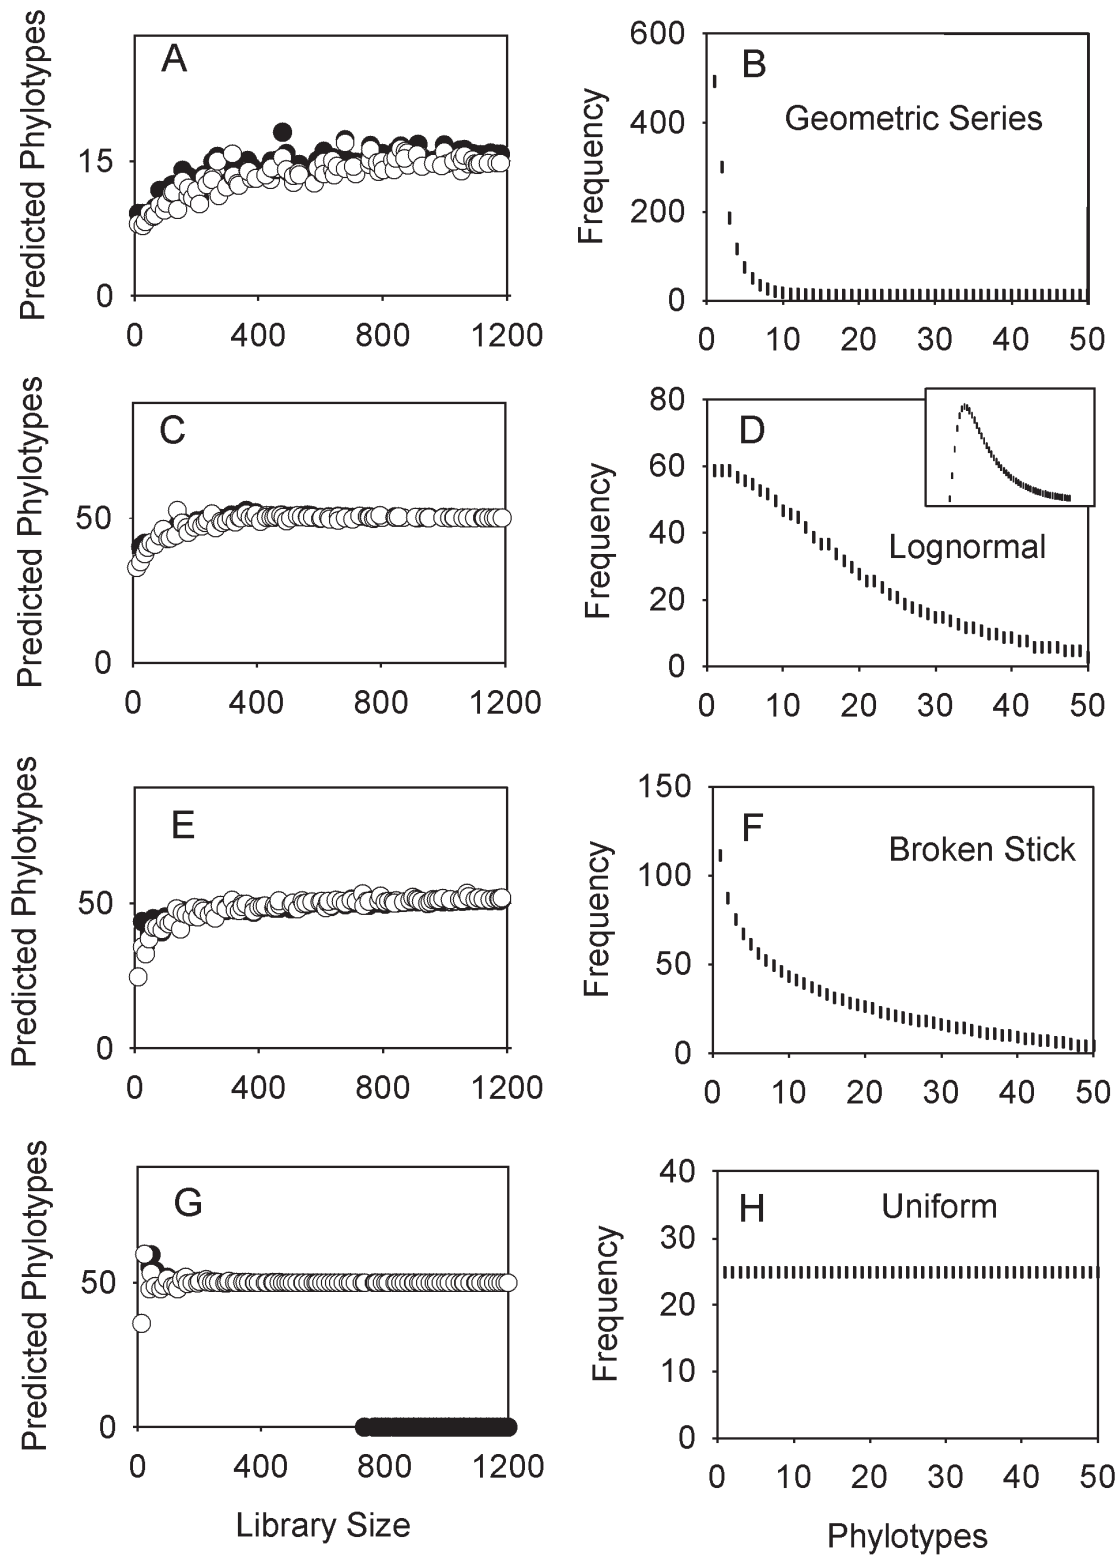 A
Predicted Phylotypes
15
0
0 400 800 1200
B
Geometric Series
Frequency
600
400
200
0
0 10 20 30 40 50
C
Predicted Phylotypes
50
0
0 400 800 1200
D
Lognormal
Frequency
80
60
40
20
0
0 10 20 30 40 50
E
Predicted Phylotypes
50
0
0 400 800 1200
F
Broken Stick
Frequency
150
100
50
0
0 10 20 30 40 50
G
Predicted Phylotypes
50
0
0 400 800 1200
Library Size
H
Uniform
Frequency
40
30
20
10
0
0 10 20 30 40 50
Phylotypes